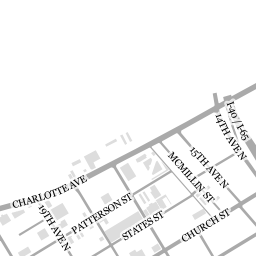 I-40 / I-65
14TH AVE N
15TH AVE N
MCMILLIN ST
CHARLOTTE AVE
PATTERSON ST
19TH AVE N
STATES ST
CHURCH ST